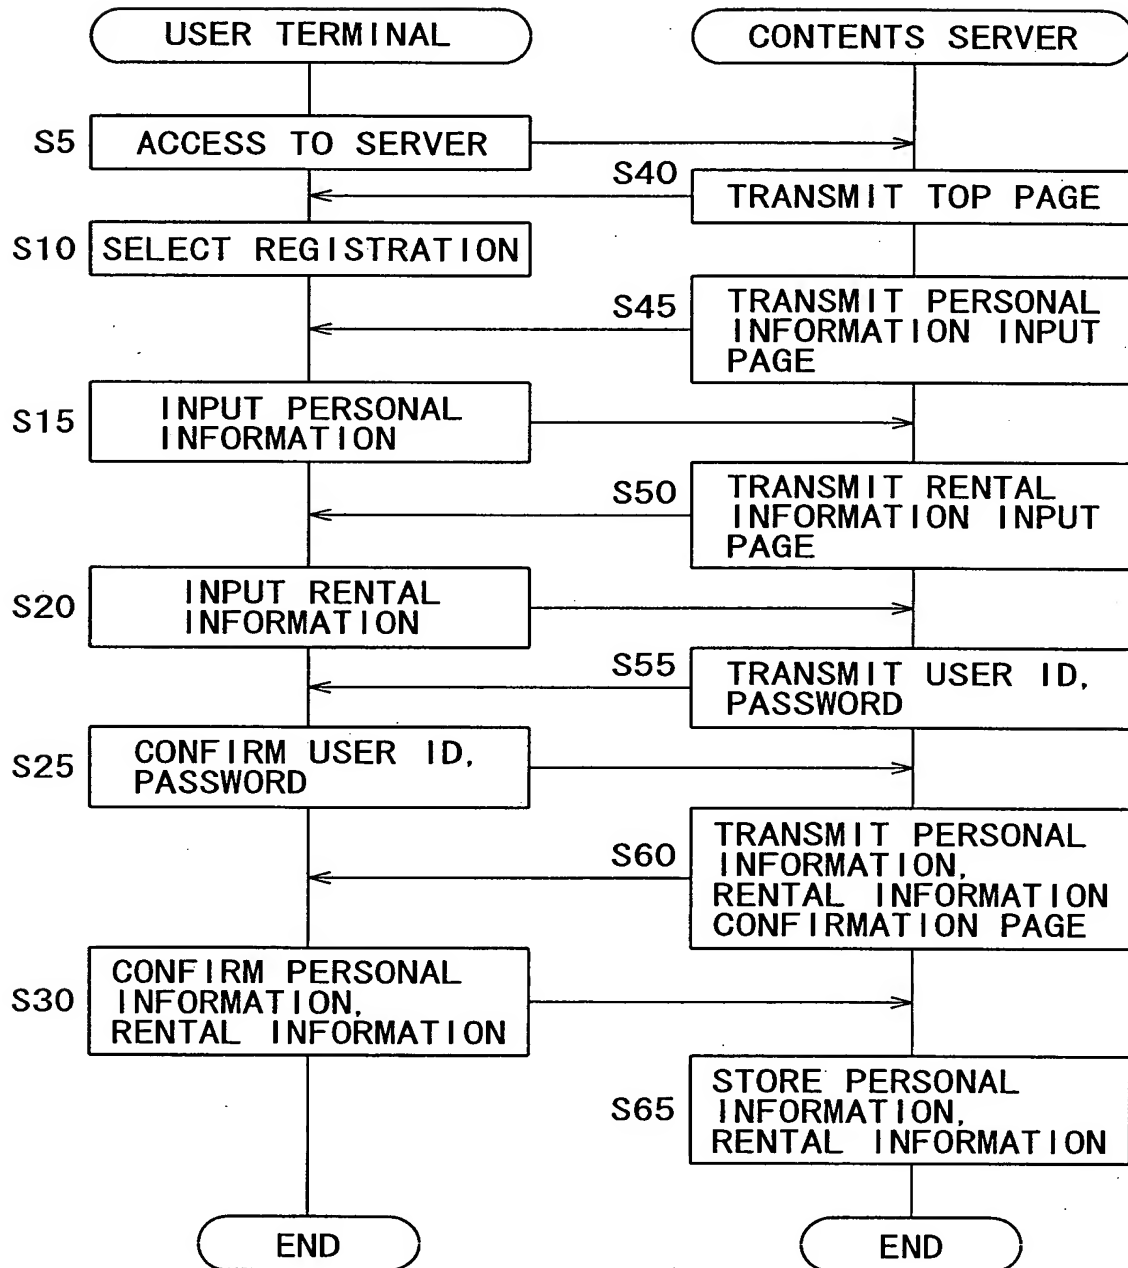 USER TERMINAL
CONTENTS SERVER
S5
ACCESS TO SERVER
S40
TRANSMIT TOP PAGE
S10
SELECT REGISTRATION
S45
TRANSMIT PERSONAL
INFORMATION INPUT
PAGE
S15
INPUT PERSONAL
INFORMATION
S50
TRANSMIT RENTAL
INFORMATION INPUT
PAGE
S20
INPUT RENTAL
INFORMATION
S55
TRANSMIT USER ID,
PASSWORD
S25
CONFIRM USER ID,
PASSWORD
S60
TRANSMIT PERSONAL
INFORMATION,
RENTAL INFORMATION
CONFIRMATION PAGE
S30
CONFIRM PERSONAL
INFORMATION,
RENTAL INFORMATION
S65
STORE PERSONAL
INFORMATION,
RENTAL INFORMATION
END
END